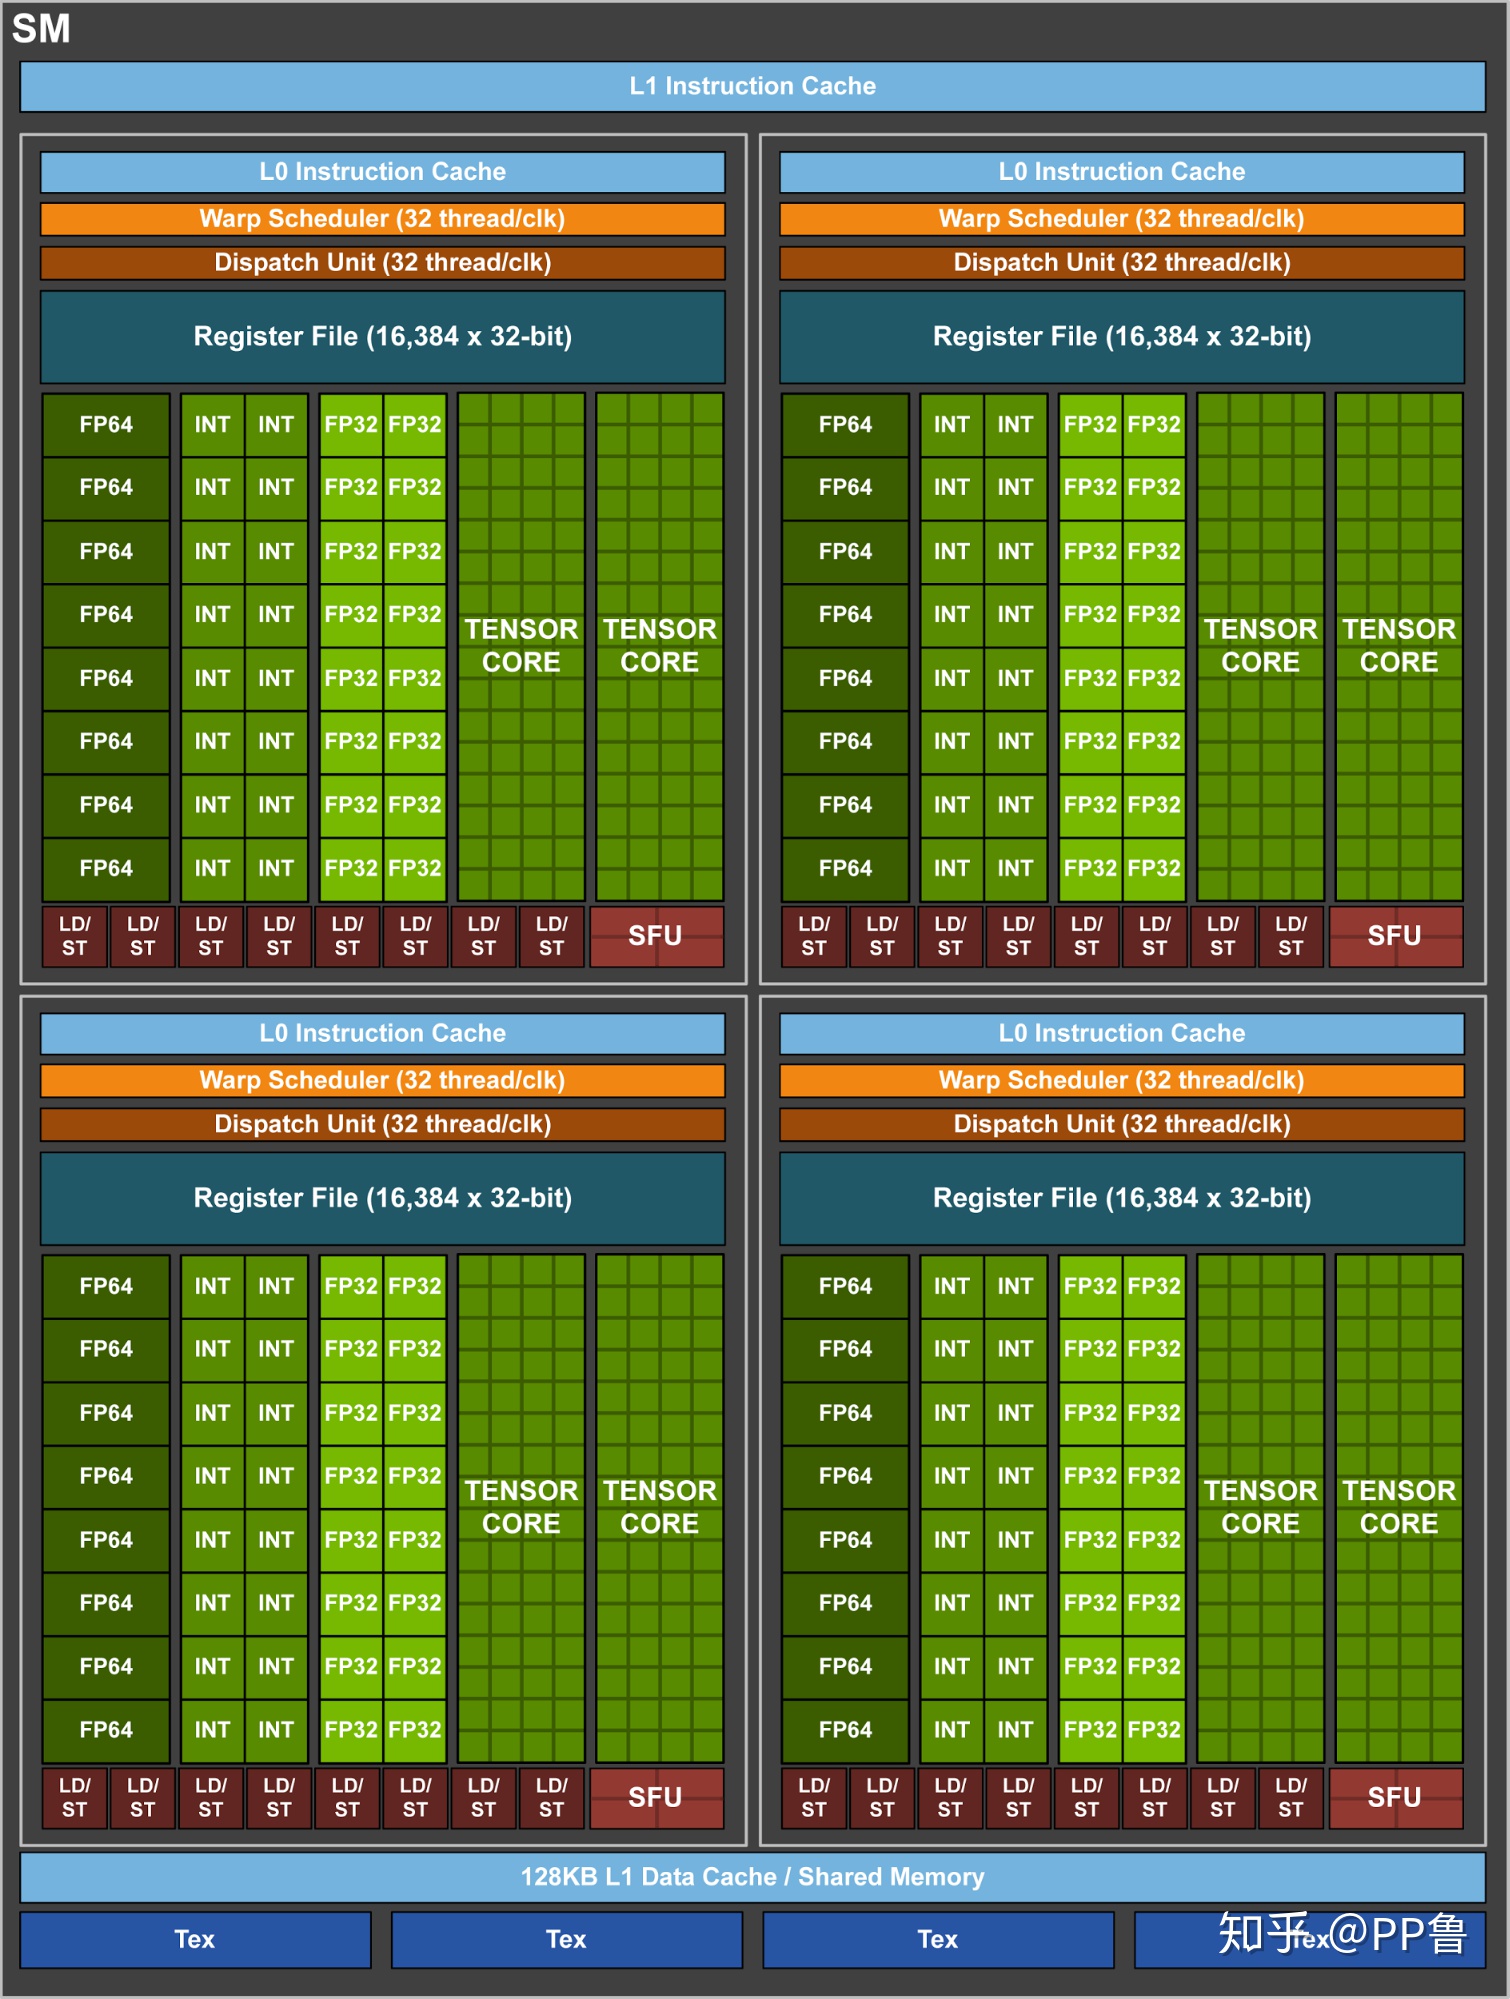 SM
L1 Instruction Cache
L0 Instruction Cache
Warp Scheduler (32 thread/clk)
Dispatch Unit (32 thread/clk)
Register File (16,384 x 32-bit)
FP64 INT INT FP32 FP32
FP64 INT INT FP32 FP32
FP64 INT INT FP32 FP32
FP64 INT INT FP32 FP32
FP64 INT INT FP32 FP32
FP64 INT INT FP32 FP32
FP64 INT INT FP32 FP32
FP64 INT INT FP32 FP32
TENSOR TENSOR
CORE CORE
LD/ LD/ LD/ LD/ LD/ LD/ LD/ LD/
ST ST ST ST ST ST ST ST
SFU
L0 Instruction Cache
Warp Scheduler (32 thread/clk)
Dispatch Unit (32 thread/clk)
Register File (16,384 x 32-bit)
FP64 INT INT FP32 FP32
FP64 INT INT FP32 FP32
FP64 INT INT FP32 FP32
FP64 INT INT FP32 FP32
FP64 INT INT FP32 FP32
FP64 INT INT FP32 FP32
FP64 INT INT FP32 FP32
FP64 INT INT FP32 FP32
TENSOR TENSOR
CORE CORE
LD/ LD/ LD/ LD/ LD/ LD/ LD/ LD/
ST ST ST ST ST ST ST ST
SFU
L0 Instruction Cache
Warp Scheduler (32 thread/clk)
Dispatch Unit (32 thread/clk)
Register File (16,384 x 32-bit)
FP64 INT INT FP32 FP32
FP64 INT INT FP32 FP32
FP64 INT INT FP32 FP32
FP64 INT INT FP32 FP32
FP64 INT INT FP32 FP32
FP64 INT INT FP32 FP32
FP64 INT INT FP32 FP32
FP64 INT INT FP32 FP32
TENSOR TENSOR
CORE CORE
LD/ LD/ LD/ LD/ LD/ LD/ LD/ LD/
ST ST ST ST ST ST ST ST
SFU
L0 Instruction Cache
Warp Scheduler (32 thread/clk)
Dispatch Unit (32 thread/clk)
Register File (16,384 x 32-bit)
FP64 INT INT FP32 FP32
FP64 INT INT FP32 FP32
FP64 INT INT FP32 FP32
FP64 INT INT FP32 FP32
FP64 INT INT FP32 FP32
FP64 INT INT FP32 FP32
FP64 INT INT FP32 FP32
FP64 INT INT FP32 FP32
TENSOR TENSOR
CORE CORE
LD/ LD/ LD/ LD/ LD/ LD/ LD/ LD/
ST ST ST ST ST ST ST ST
SFU
128KB L1 Data Cache / Shared Memory
Tex Tex Tex Tex
知乎 @PP鲁